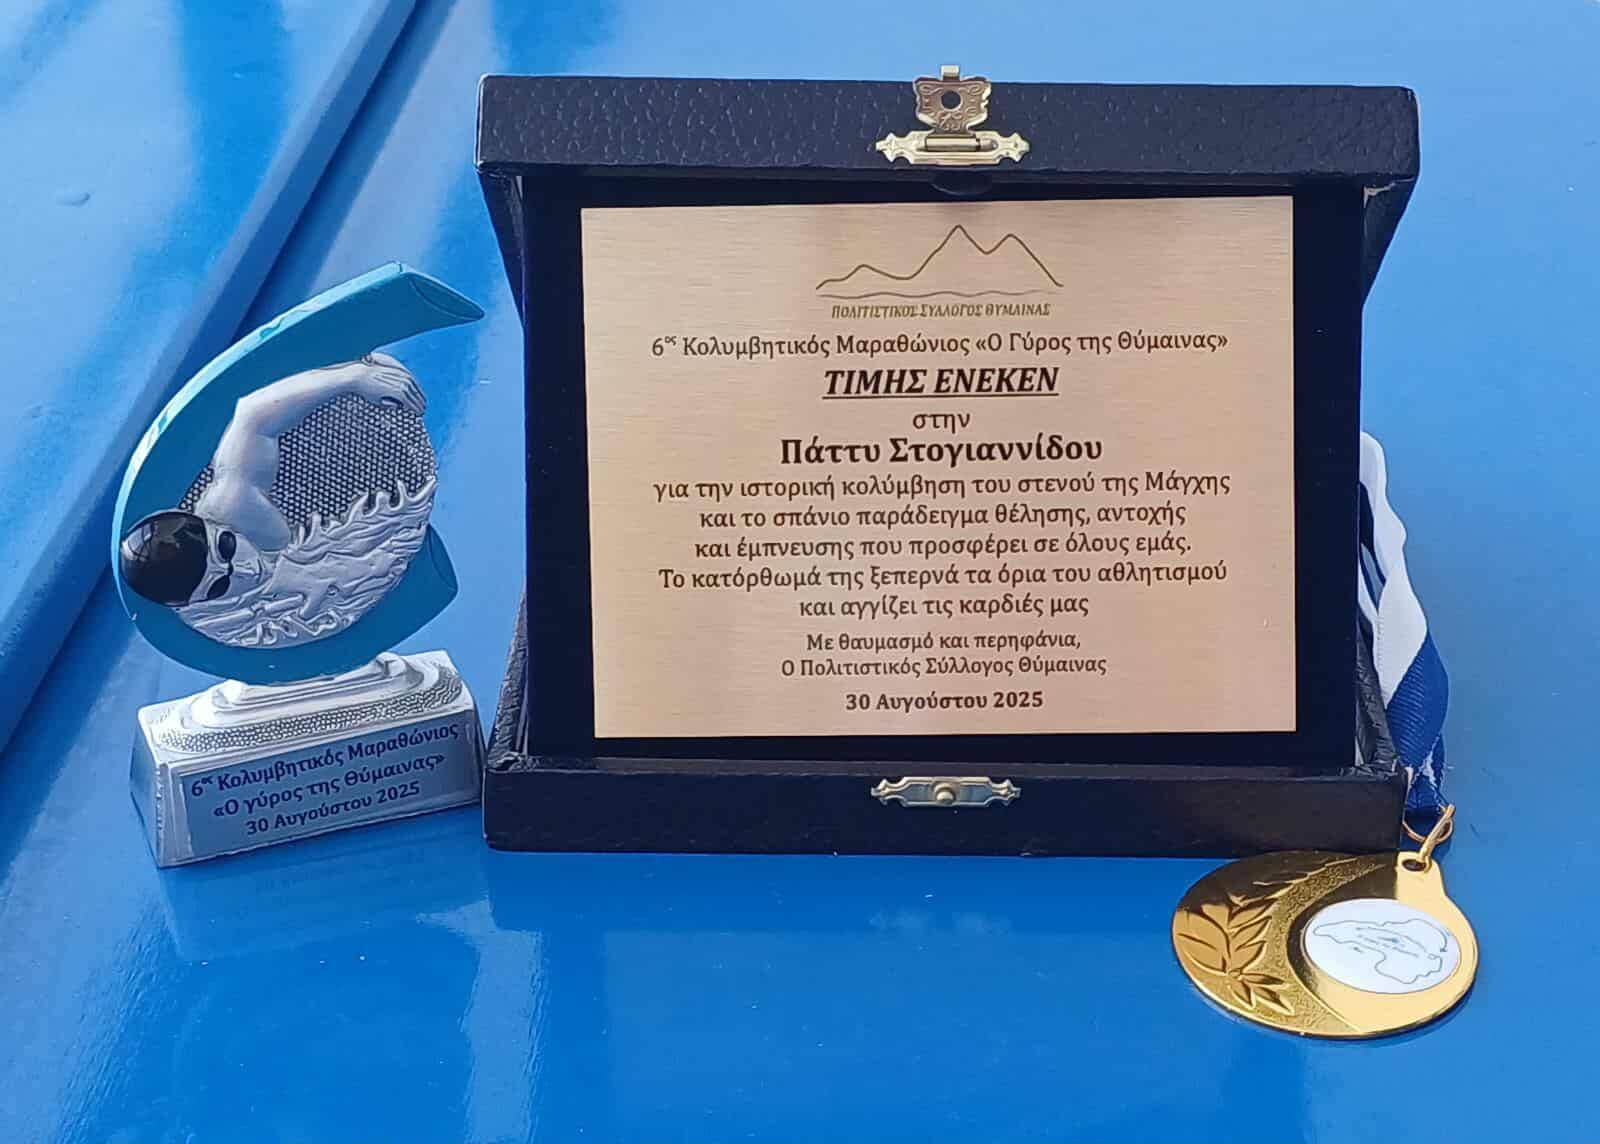 ΠΟΛΙΤΙΣΤΙΚΟΣ ΣΥΛΛΟΓΟΣ ΘΥΜΑΙΝΑΣ
6ος Κολυμβητικός Μαραθώνιος «Ο Γύρος της Θύμαινας»
ΤΙΜΗΣ ΕΝΕΚΕΝ
στην
Πάττυ Στογιαννίδου
για την ιστορική κολύμβηση του στενού της Μάγχης
και το σπάνιο παράδειγμα θέλησης, αντοχής
και έμπνευσης που προσφέρει σε όλους εμάς.
Το κατόρθωμά της ξεπερνά τα όρια του αθλητισμού
και αγγίζει τις καρδιές μας
Με θαυμασμό και περηφάνια,
Ο Πολιτιστικός Σύλλογος Θύμαινας
30 Αυγούστου 2025
6ος Κολυμβητικός Μαραθώνιος
«Ο γύρος της Θύμαινας»
30 Αυγούστου 2025